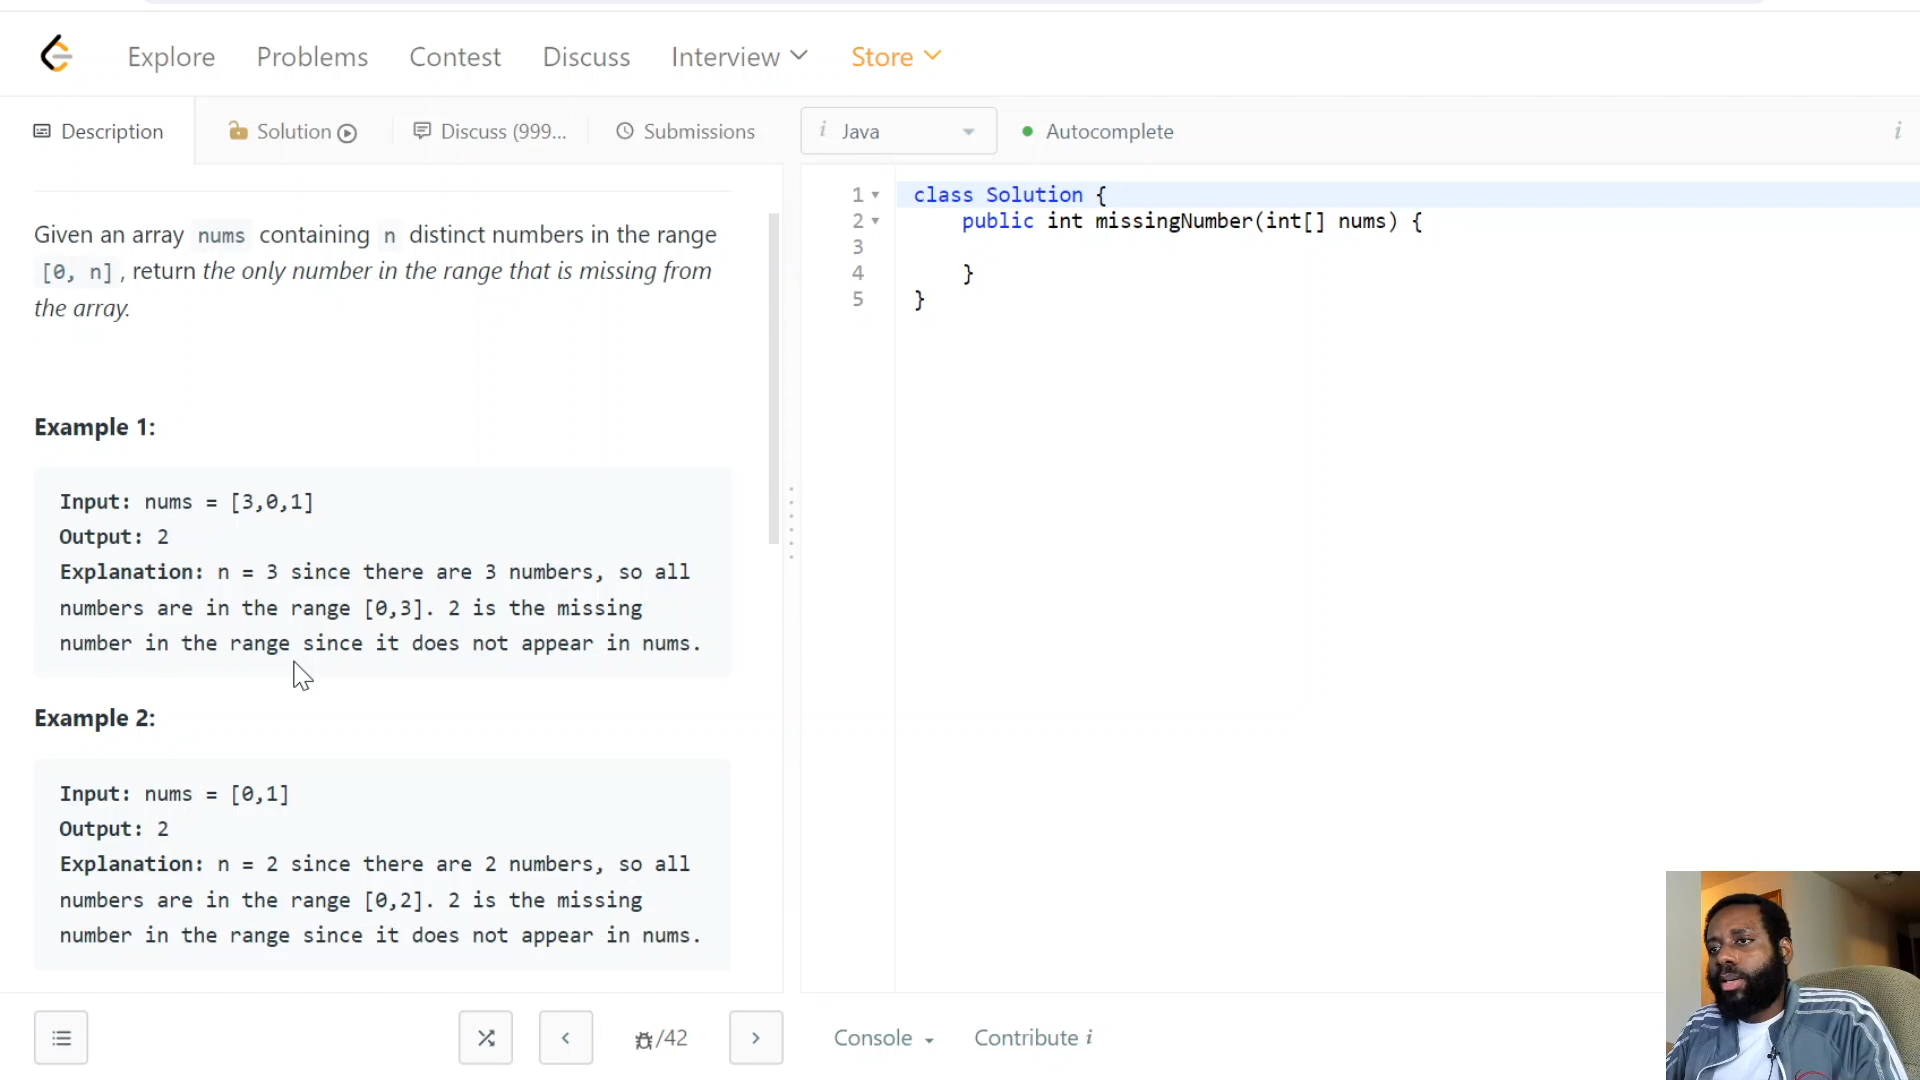 Explore Problems Contest Discuss Interview Store
Description Solution Discuss (999... Submissions
i Java Autocomplete i
Given an array nums containing n distinct numbers in the range
[0, n], return the only number in the range that is missing from
the array.
Example 1:
Input: nums = [3,0,1]
Output: 2
Explanation: n = 3 since there are 3 numbers, so all
numbers are in the range [0,3]. 2 is the missing
number in the range since it does not appear in nums.
Example 2:
Input: nums = [0,1]
Output: 2
Explanation: n = 2 since there are 2 numbers, so all
numbers are in the range [0,2]. 2 is the missing
number in the range since it does not appear in nums.
1 class Solution {
2 public int missingNumber(int[] nums) {
3
4 }
5 }
/42
Console Contribute i